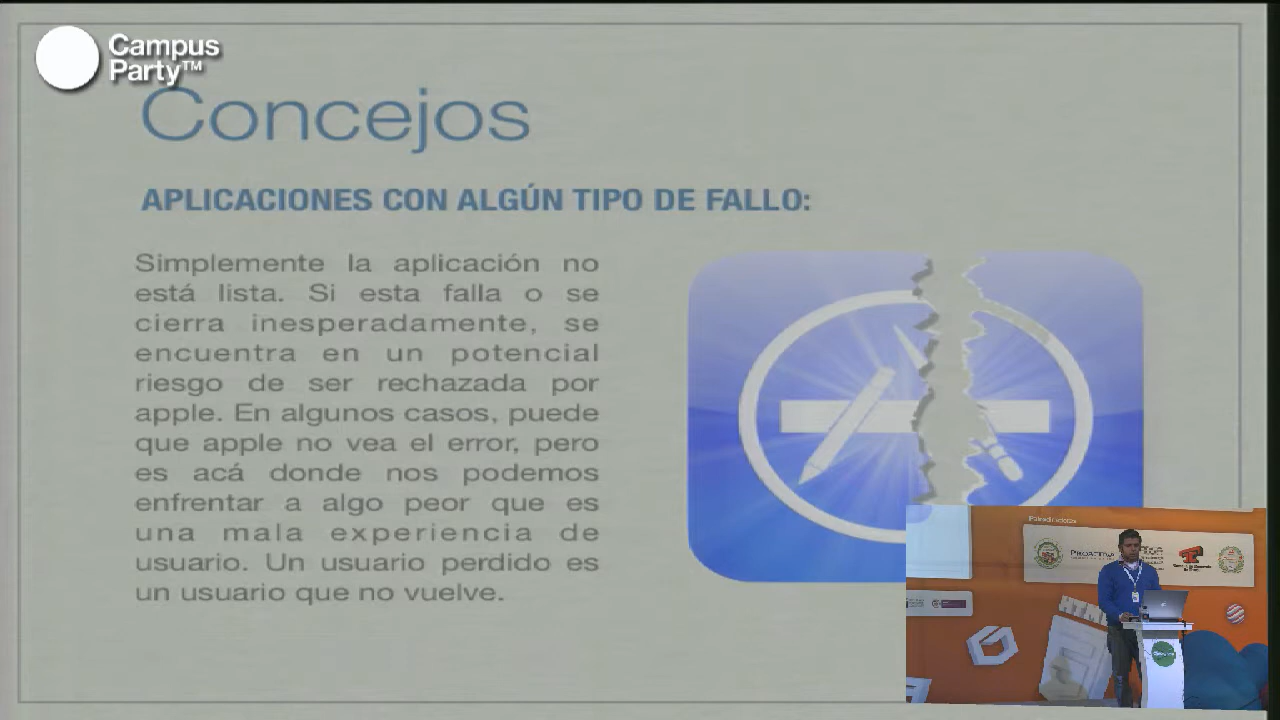 Campus
Party™
Concejos
APLICACIONES CON ALGÚN TIPO DE FALLO:
Simplemente la aplicación no
está lista. Si esta falla o se
cierra inesperadamente, se
encuentra en un potencial
riesgo de ser rechazada por
apple. En algunos casos, puede
que apple no vea el error, pero
es acá donde nos podemos
enfrentar a algo peor que es
una mala experiencia de
usuario. Un usuario perdido es
un usuario que no vuelve.
HTML